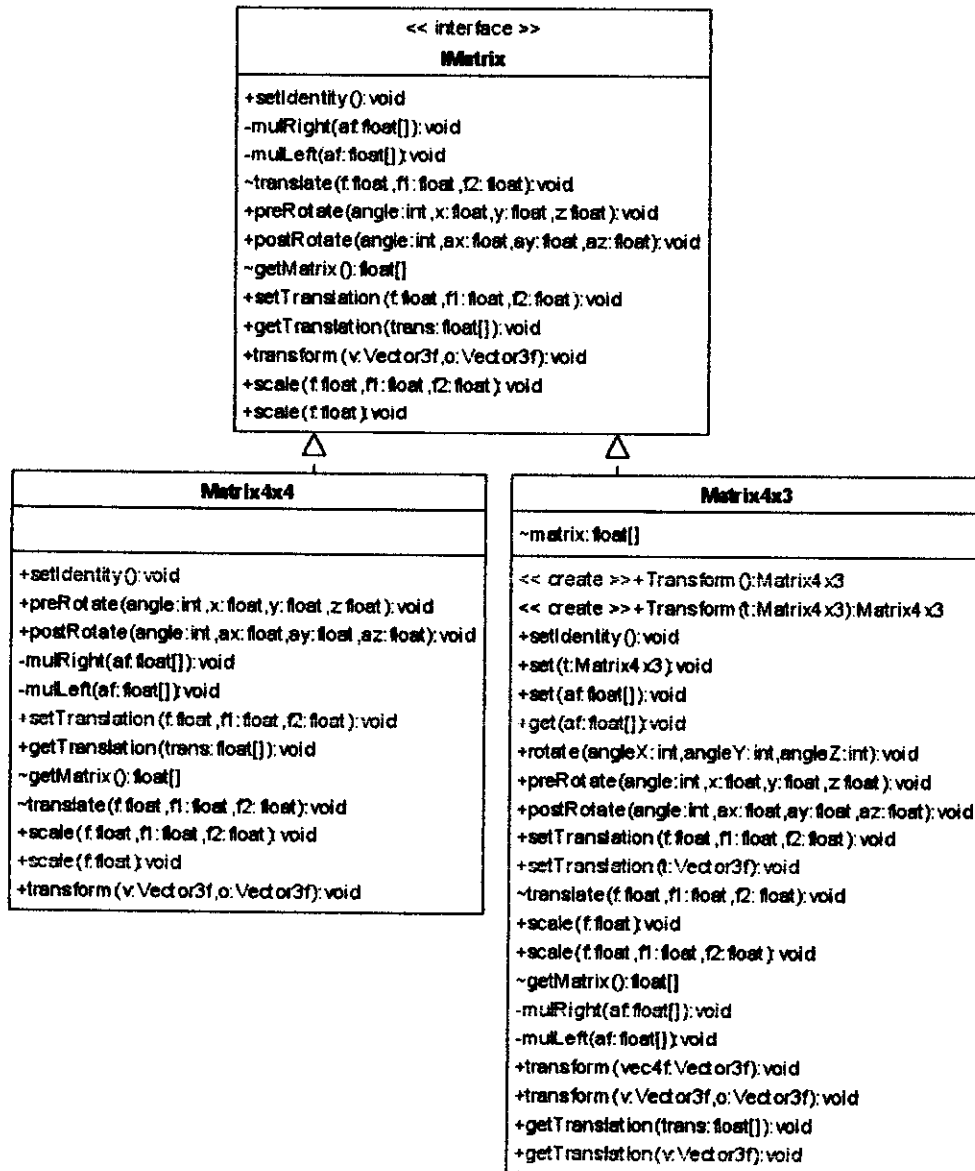 << interface >>
IMatrix
+setIdentity():void
-mulRight(af:float[]):void
-mulLeft(af:float[]):void
~translate(f:float,f1:float,f2:float):void
+preRotate(angle:int,x:float,y:float,z:float):void
+postRotate(angle:int,ax:float,ay:float,az:float):void
~getMatrix():float[]
+setTranslation(f:float,f1:float,f2:float):void
+getTranslation(trans:float[]):void
+transform(v:Vector3f,o:Vector3f):void
+scale(f:float,f1:float,f2:float):void
+scale(f:float):void
Matrix4x4
+setIdentity():void
+preRotate(angle:int,x:float,y:float,z:float):void
+postRotate(angle:int,ax:float,ay:float,az:float):void
-mulRight(af:float[]):void
-mulLeft(af:float[]):void
+setTranslation(f:float,f1:float,f2:float):void
+getTranslation(trans:float[]):void
~getMatrix():float[]
~translate(f:float,f1:float,f2:float):void
+scale(f:float,f1:float,f2:float):void
+scale(f:float):void
+transform(v:Vector3f,o:Vector3f):void
Matrix4x3
~matrix:float[]
<< create >>+Transform():Matrix4x3
<< create >>+Transform(t:Matrix4x3):Matrix4x3
+setIdentity():void
+set(t:Matrix4x3):void
+set(af:float[]):void
+get(af:float[]):void
+rotate(angleX:int,angleY:int,angleZ:int):void
+preRotate(angle:int,x:float,y:float,z:float):void
+postRotate(angle:int,ax:float,ay:float,az:float):void
+setTranslation(f:float,f1:float,f2:float):void
+setTranslation(t:Vector3f):void
~translate(f:float,f1:float,f2:float):void
+scale(f:float):void
+scale(f:float,f1:float,f2:float):void
~getMatrix():float[]
-mulRight(af:float[]):void
-mulLeft(af:float[]):void
+transform(vec4f:Vector3f):void
+transform(v:Vector3f,o:Vector3f):void
+getTranslation(trans:float[]):void
+getTranslation(v:Vector3f):void